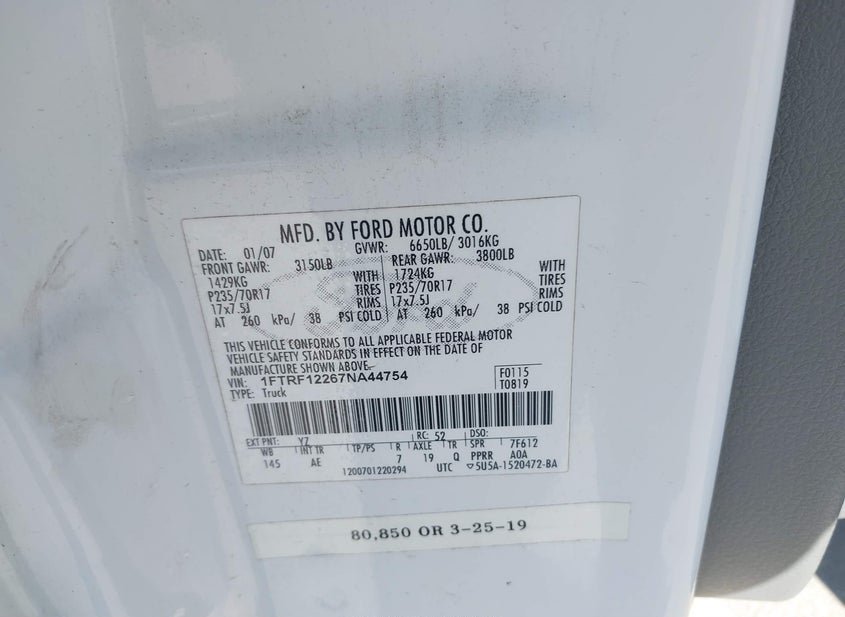 MFD. BY FORD MOTOR CO.
DATE: 01/07 GVWR: 6650LB/ 3016KG
FRONT GAWR: 3150LB REAR GAWR: 3800LB
1429KG WITH 1724KG WITH
P235/70R17 TIRES P235/70R17 TIRES
17x7.5J RIMS 17x7.5J RIMS
AT 260 kPa/ 38 PSI COLD AT 260 kPa/ 38 PSI COLD
THIS VEHICLE CONFORMS TO ALL APPLICABLE FEDERAL MOTOR
VEHICLE SAFETY STANDARDS IN EFFECT ON THE DATE OF
MANUFACTURE SHOWN ABOVE.
VIN: 1FTRF12267NA44754 F0115
TYPE: Truck T0819
EXT PNT: YZ RC: 52 DSO:
WB INT TR TP/PS R AXLE TR SPR 7F612
145 AE 7 19 Q PPRR A0A
1200701220294 UTC ▽5U5A-1520472-BA
80,850 OR 3-25-19